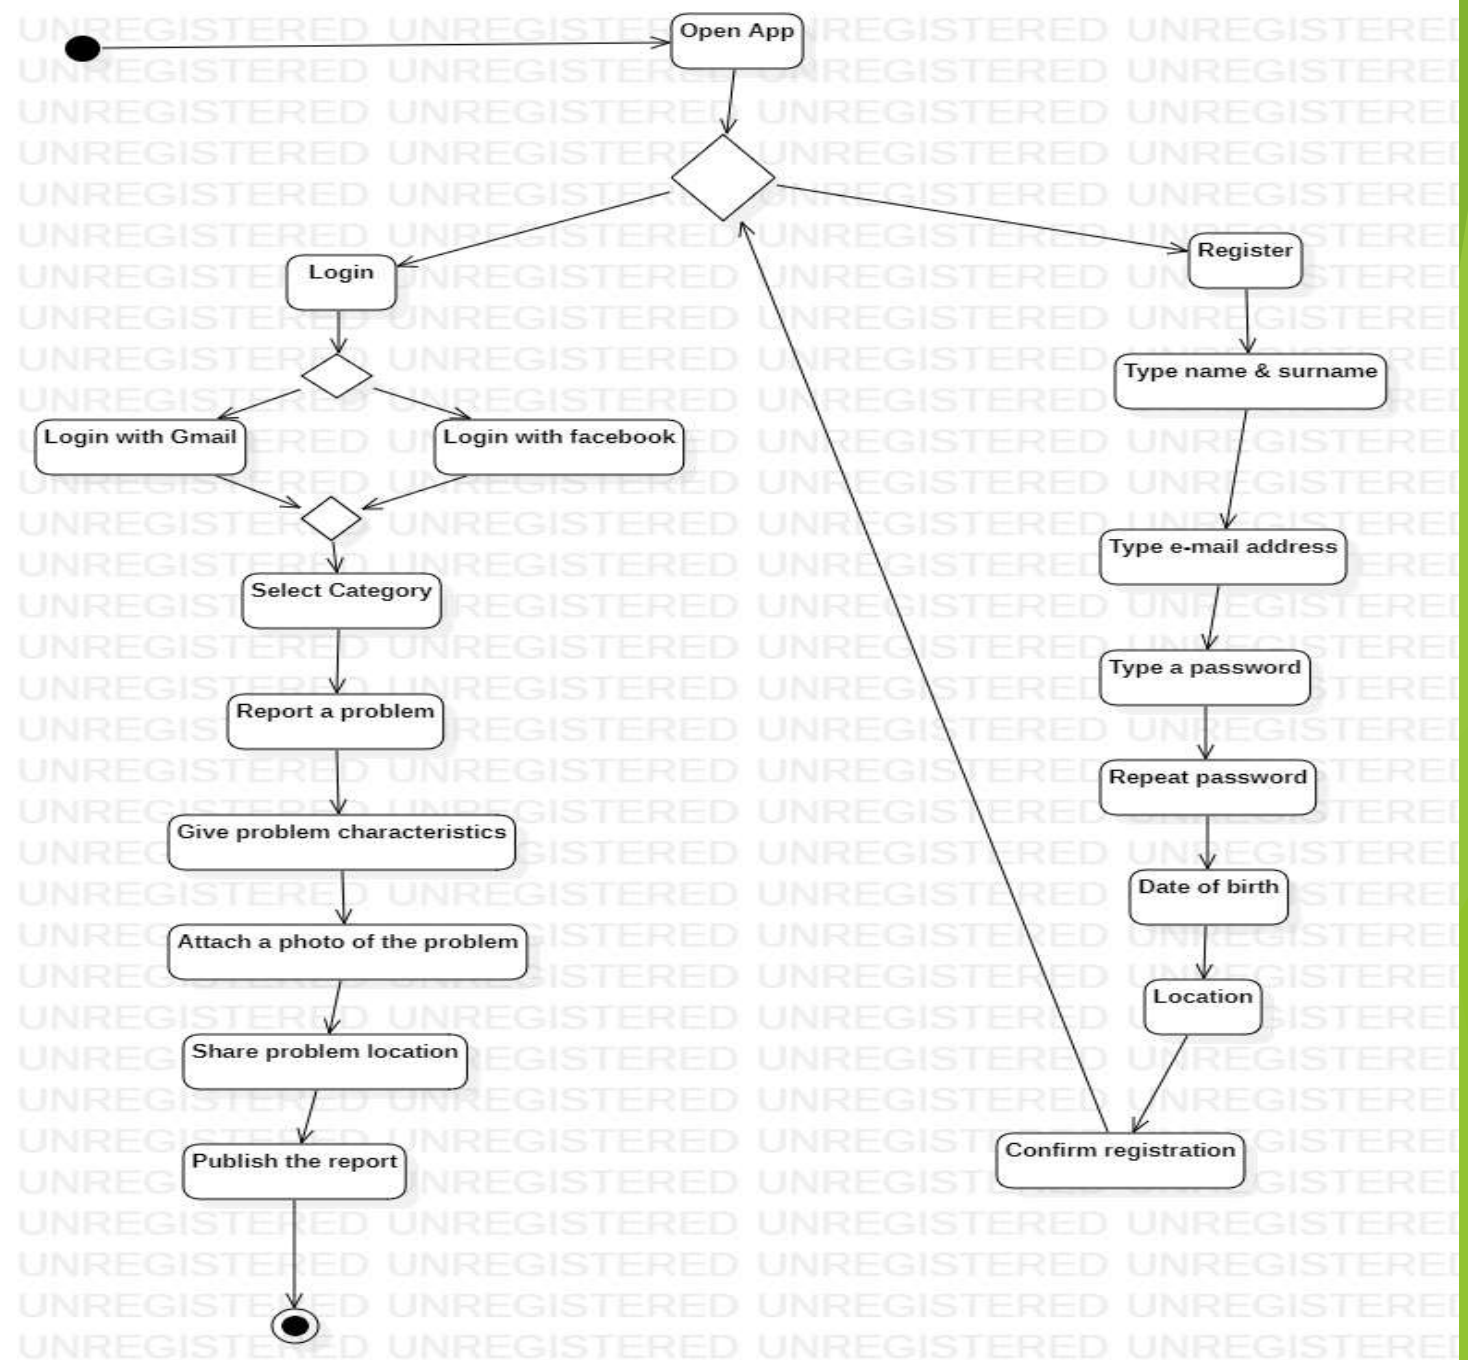 Open App
Login
Register
Type name & surname
Login with Gmail
Login with facebook
Type e-mail address
Select Category
Type a password
Report a problem
Repeat password
Give problem characteristics
Date of birth
Attach a photo of the problem
Location
Share problem location
Confirm registration
Publish the report
UNREGISTERED